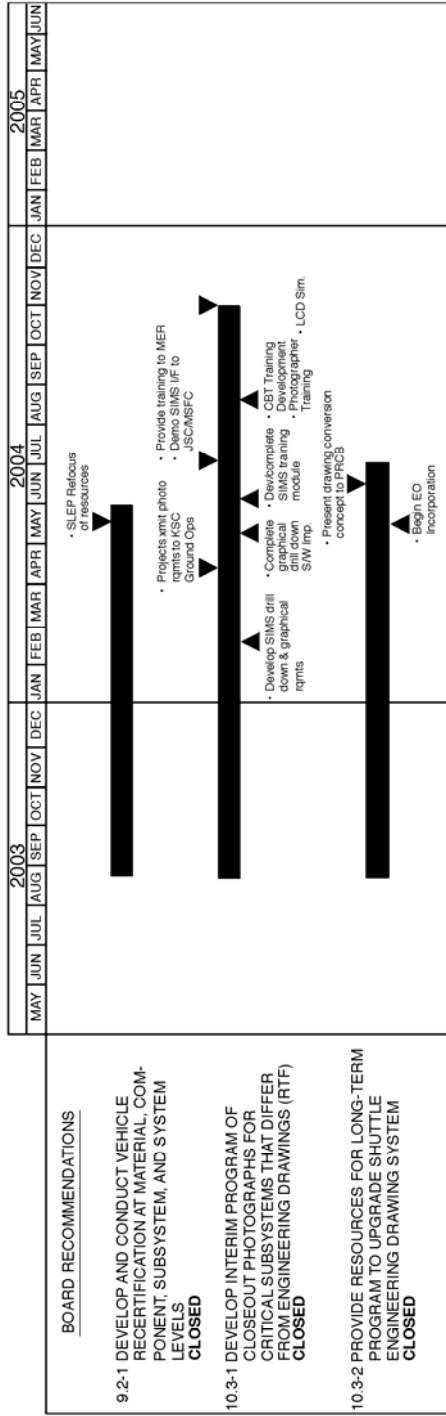 2003
2004
2005
MAY JUN JUL AUG SEP OCT NOV DEC JAN FEB MAR APR MAY JUN JUL AUG SEP OCT NOV DEC JAN FEB MAR APR MAY JUN
BOARD RECOMMENDATIONS
9.2-1 DEVELOP AND CONDUCT VEHICLE
RECERTIFICATION AT MATERIAL, COM-
PONENT, SUBSYSTEM, AND SYSTEM
LEVELS
CLOSED
• SLEP Refocus
of resources
10.3-1 DEVELOP INTERIM PROGRAM OF
CLOSEOUT PHOTOGRAPHS FOR
CRITICAL SUBSYSTEMS THAT DIFFER
FROM ENGINEERING DRAWINGS (RTF)
CLOSED
• Projects xmit photo
rqmts to KSC
Ground Ops
• Provide training to MER
• Demo SIMS I/F to
JSC/MSFC
• Develop SIMS drill
down & graphical
rqmts
• Complete
graphical
drill down
S/W Imp.
• Dev/complete
SIMS training
module
• CBT Training
Development
• Photographer
Training
• LCD Sim.
10.3-2 PROVIDE RESOURCES FOR LONG-TERM
PROGRAM TO UPGRADE SHUTTLE
ENGINEERING DRAWING SYSTEM
CLOSED
• Present drawing conversion
concept to PRCB
• Begin EO
Incorporation